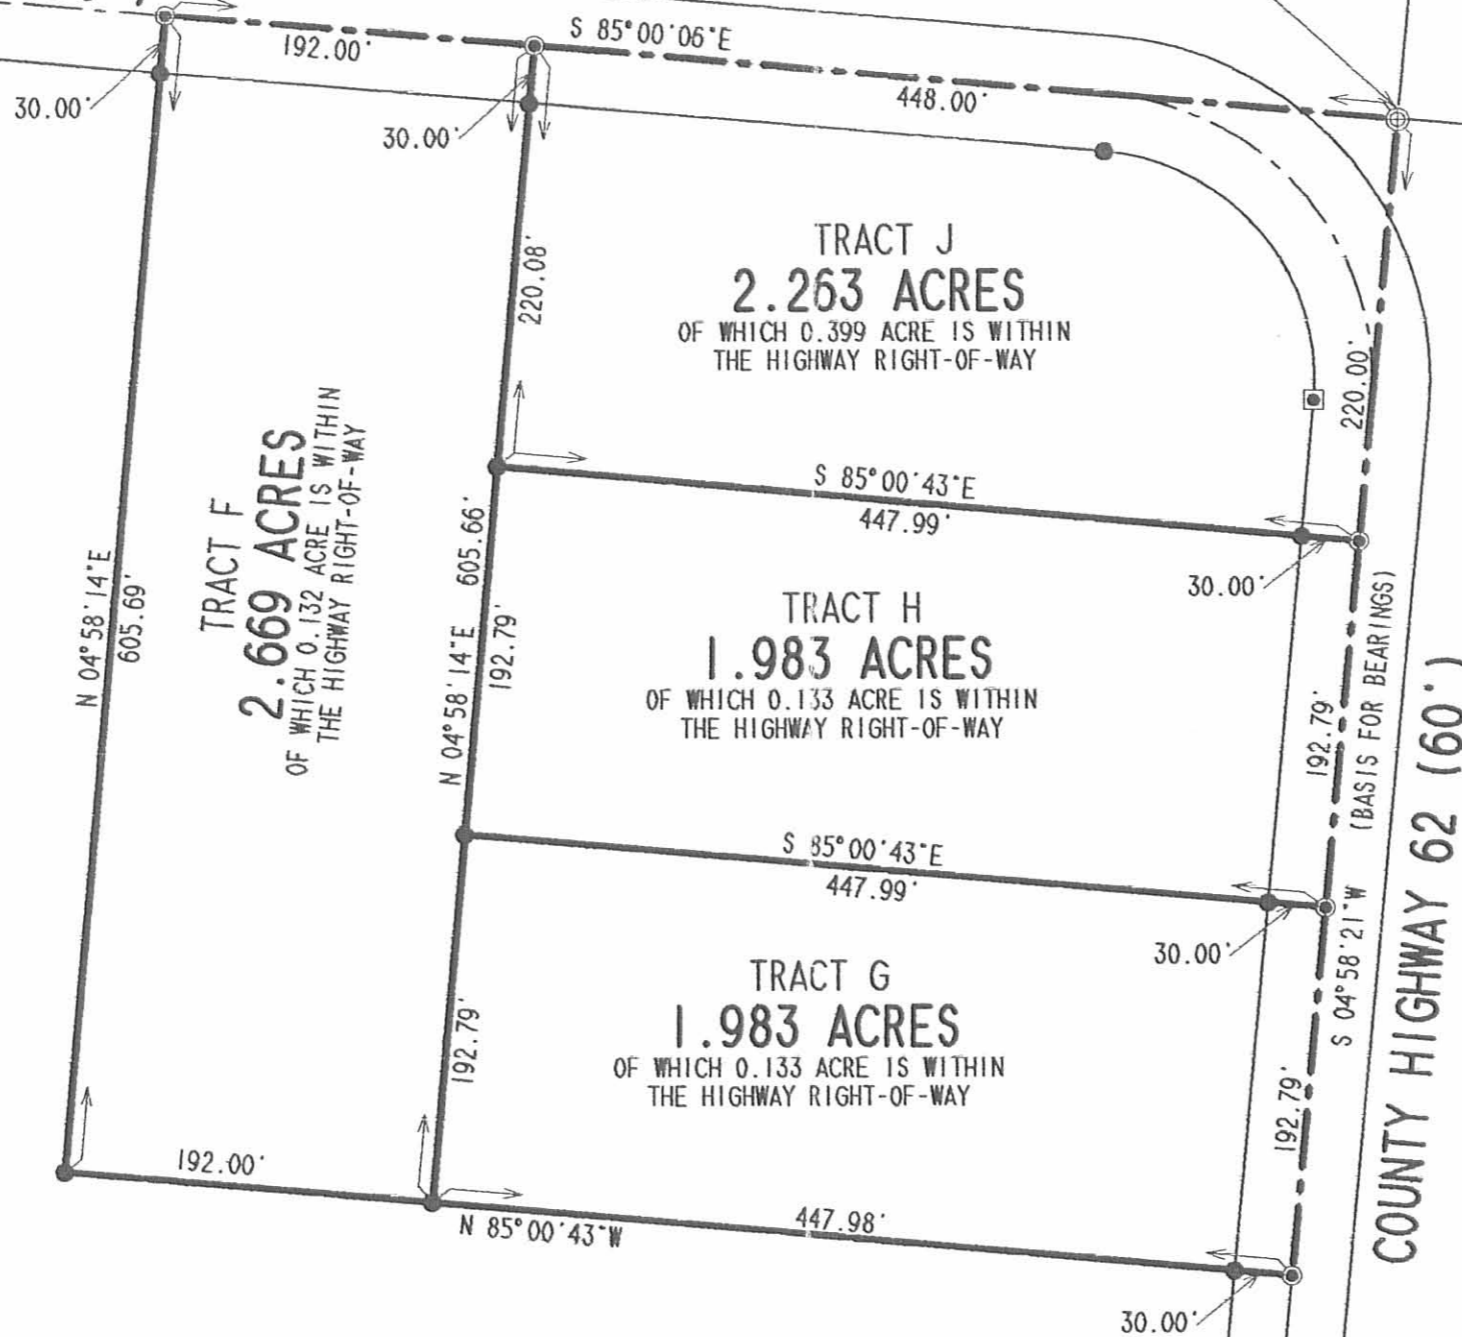 S 85°00'06"E
192.00'
448.00'
30.00'
30.00'
220.08'
TRACT J
2.263 ACRES
OF WHICH 0.399 ACRE IS WITHIN
THE HIGHWAY RIGHT-OF-WAY
220.00'
S 85°00'43"E
447.99'
30.00'
TRACT F
2.669 ACRES
OF WHICH 0.132 ACRE IS WITHIN
THE HIGHWAY RIGHT-OF-WAY
N 04°58'14"E
605.69'
N 04°58'14"E 605.66'
192.79'
TRACT H
1.983 ACRES
OF WHICH 0.133 ACRE IS WITHIN
THE HIGHWAY RIGHT-OF-WAY
192.79'
S 04°58'21"W (BASIS FOR BEARINGS)
COUNTY HIGHWAY 62 (60')
S 85°00'43"E
447.99'
30.00'
TRACT G
1.983 ACRES
OF WHICH 0.133 ACRE IS WITHIN
THE HIGHWAY RIGHT-OF-WAY
192.79'
192.79'
192.00'
447.98'
N 85°00'43"W
30.00'